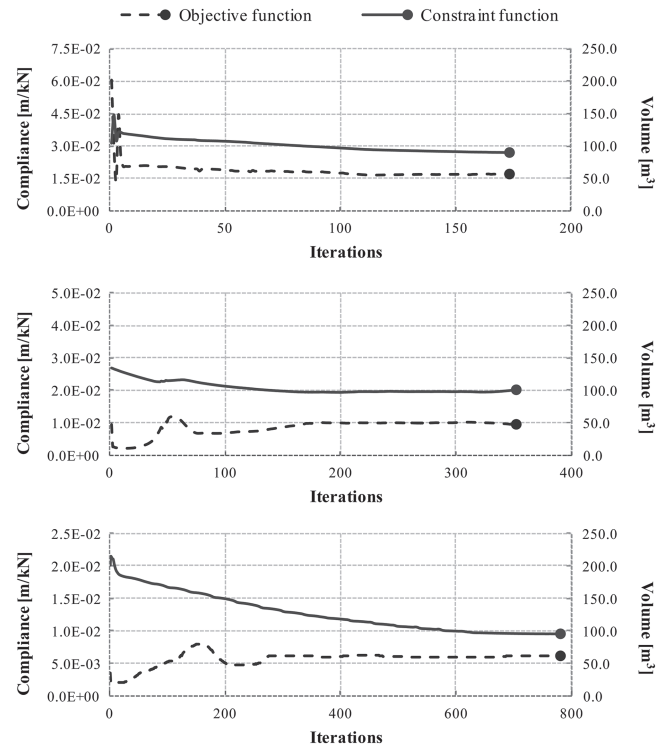 Objective function Constraint function
7.5E-02 250.0
6.0E-02 200.0
4.5E-02 150.0
3.0E-02 100.0
1.5E-02 50.0
0.0E+00 0.0
Compliance [m/kN]
Volume [m³]
0 50 100 150 200
Iterations
5.0E-02 250.0
4.0E-02 200.0
3.0E-02 150.0
2.0E-02 100.0
1.0E-02 50.0
0.0E+00 0.0
Compliance [m/kN]
Volume [m³]
0 100 200 300 400
Iterations
2.5E-02 250.0
2.0E-02 200.0
1.5E-02 150.0
1.0E-02 100.0
5.0E-03 50.0
0.0E+00 0.0
Compliance [m/kN]
Volume [m³]
0 200 400 600 800
Iterations